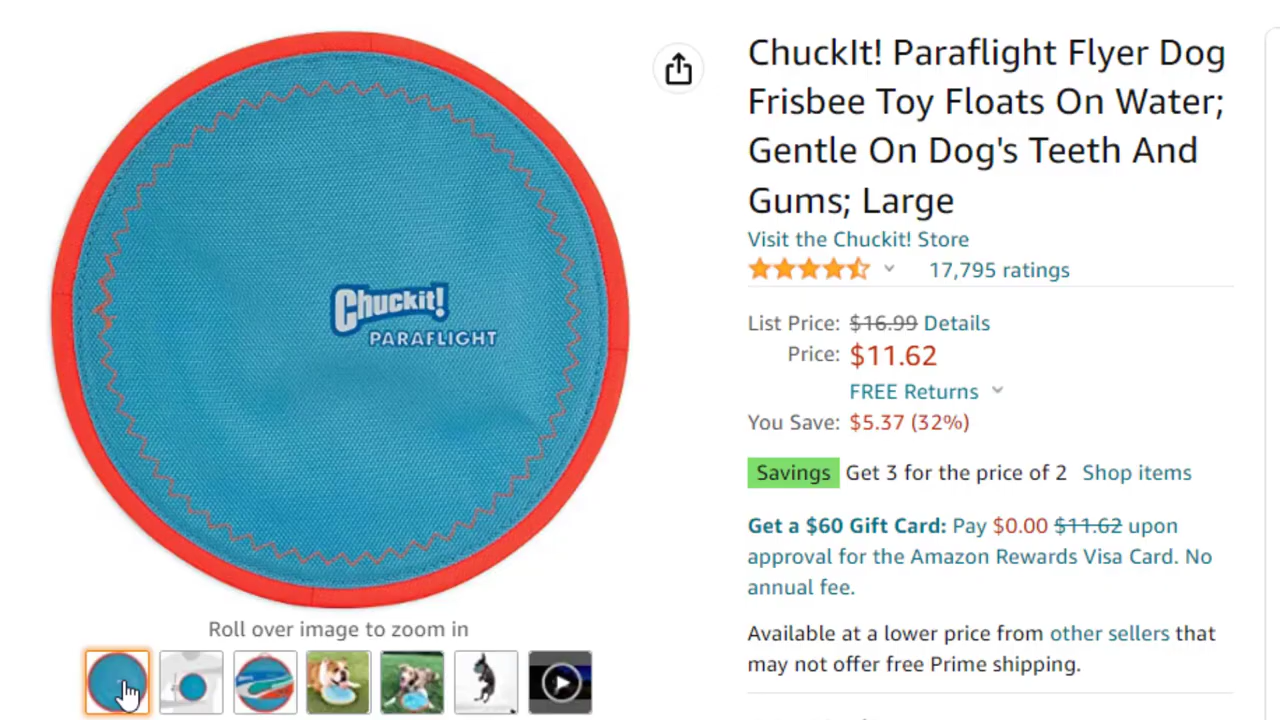 Chuckit!
PARAFLIGHT
Roll over image to zoom in
ChuckIt! Paraflight Flyer Dog
Frisbee Toy Floats On Water;
Gentle On Dog's Teeth And
Gums; Large
Visit the Chuckit! Store
17,795 ratings
List Price: $16.99 Details
Price: $11.62
FREE Returns
You Save: $5.37 (32%)
Savings Get 3 for the price of 2 Shop items
Get a $60 Gift Card: Pay $0.00 $11.62 upon
approval for the Amazon Rewards Visa Card. No
annual fee.
Available at a lower price from other sellers that
may not offer free Prime shipping.